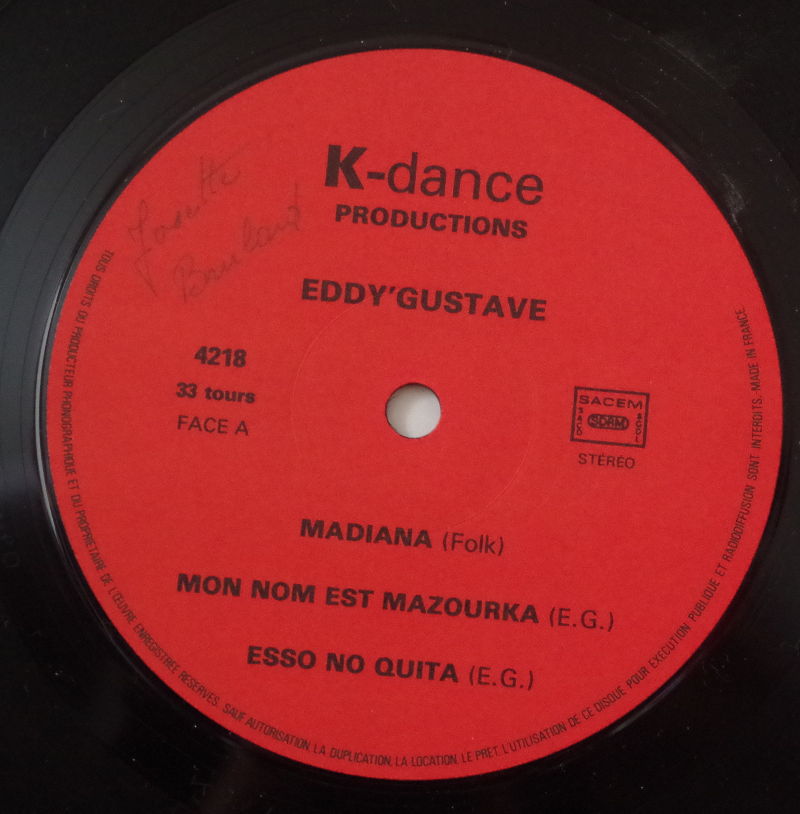 K-dance
PRODUCTIONS
EDDY'GUSTAVE
4218
33 tours
FACE A
SACEM
SACD
SDRM
SGDL
STÉRÉO
MADIANA (Folk)
MON NOM EST MAZOURKA (E.G.)
ESSO NO QUITA (E.G.)
TOUS DROITS DU PRODUCTEUR PHONOGRAPHIQUE ET DU PROPRIETAIRE DE L'ŒUVRE ENREGISTREE RESERVES. SAUF AUTORISATION, LA DUPLICATION, LA LOCATION, LE PRET, L'UTILISATION DE CE DISQUE POUR EXECUTION PUBLIQUE ET RADIODIFFUSION SONT INTERDITS. MADE IN FRANCE